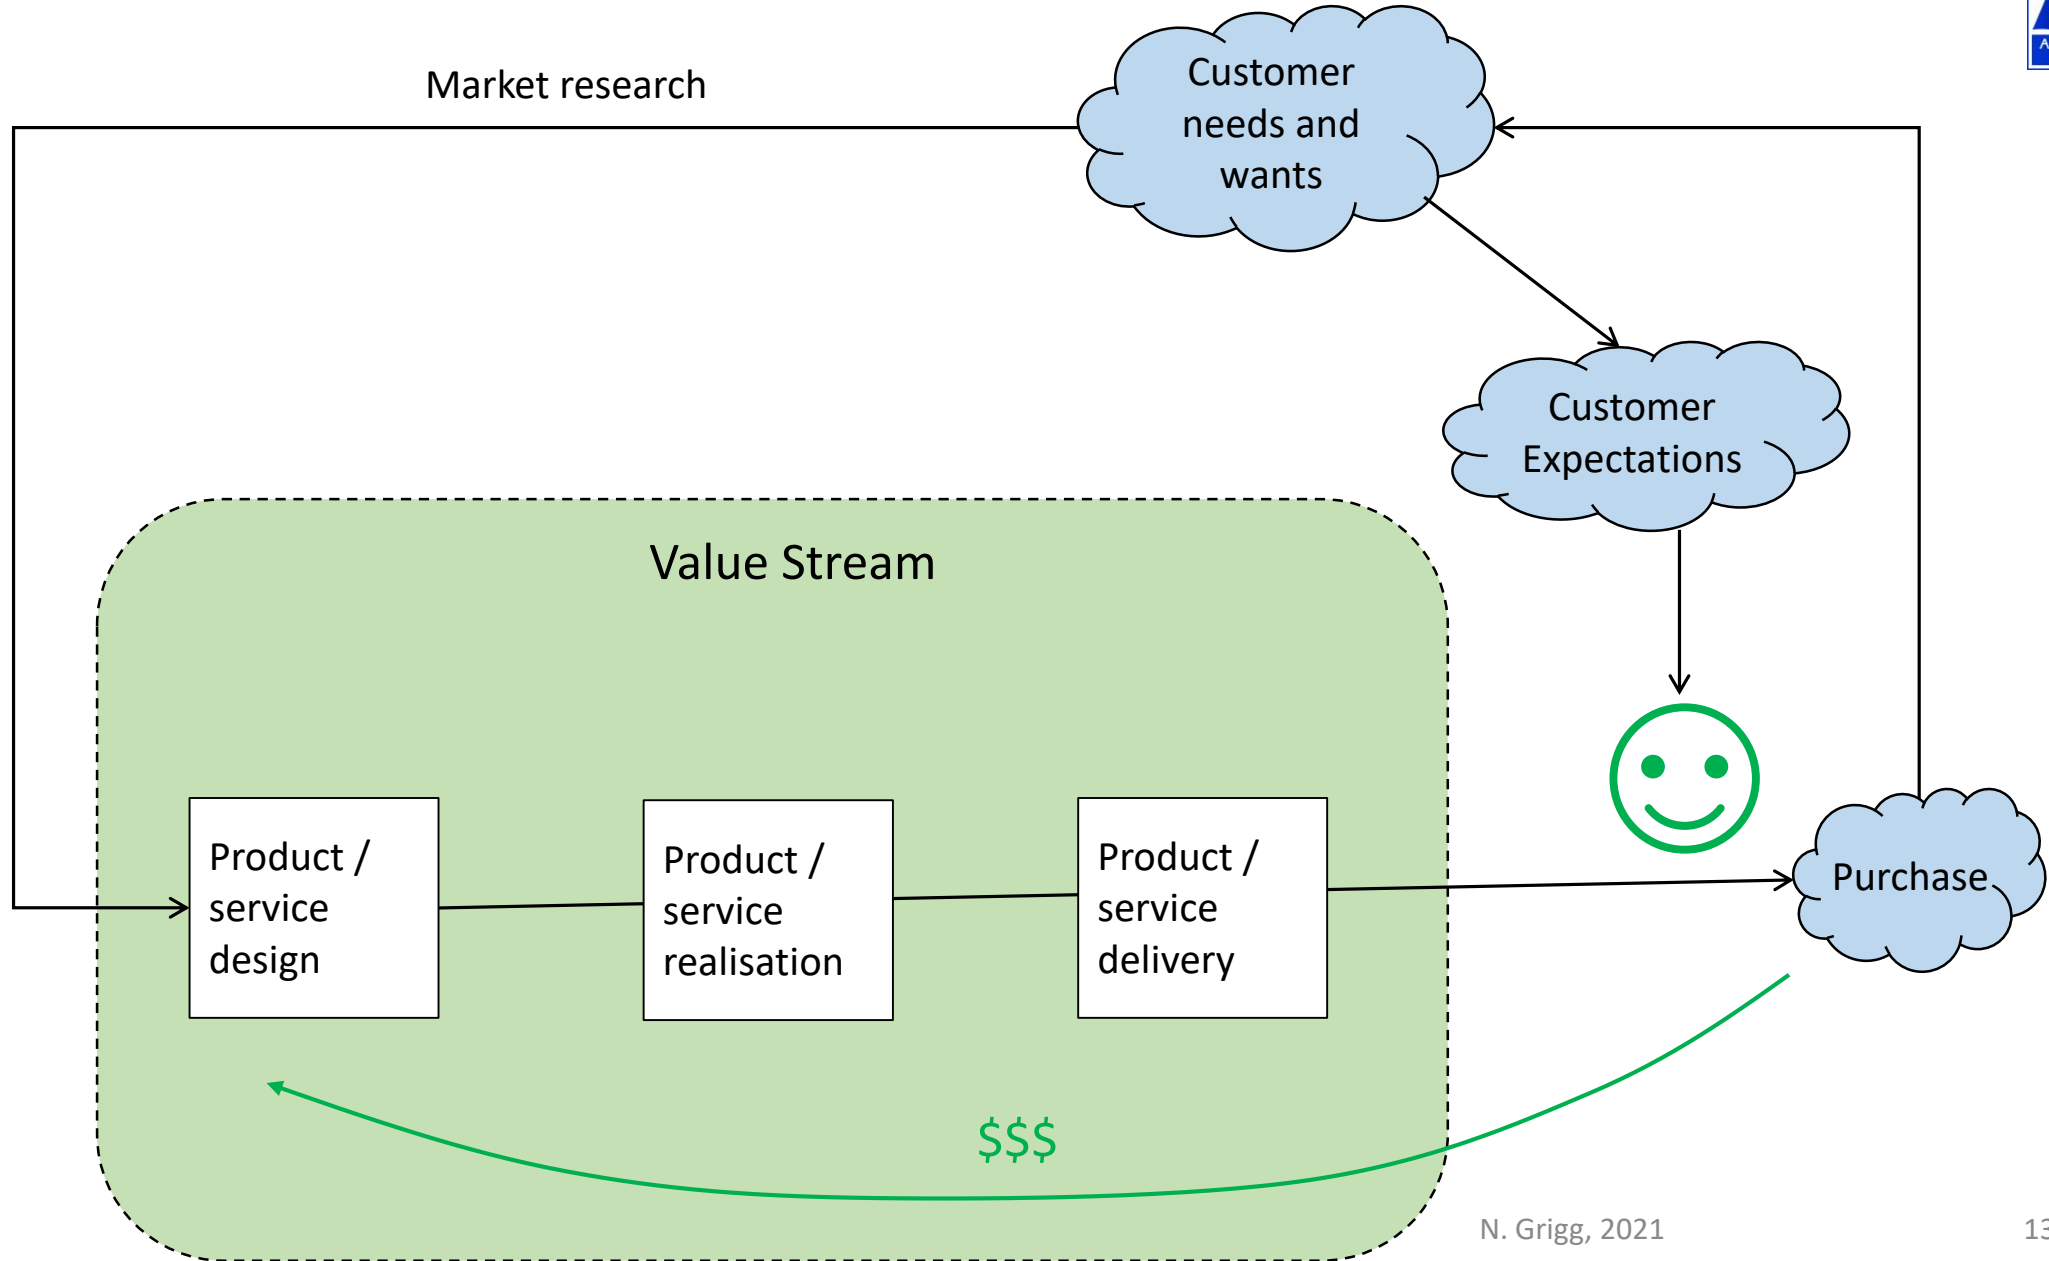 Market research
Customer
needs and
wants
Customer
Expectations
Value Stream
Product /
service
design
Product /
service
realisation
Product /
service
delivery
Purchase
$$$
N. Grigg, 2021